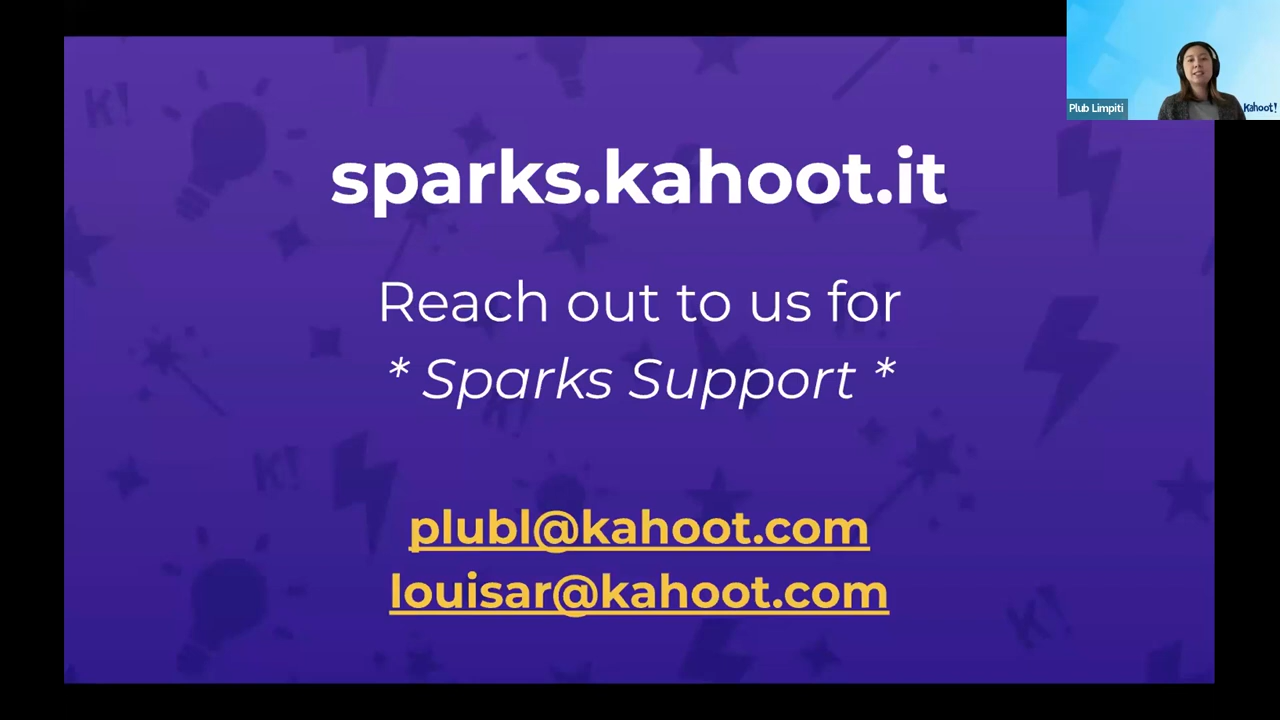 sparks.kahoot.it
Reach out to us for
* Sparks Support *
plubl@kahoot.com
louisar@kahoot.com
Plub Limpiti
Kahoot!
K!
K!
K!
K!